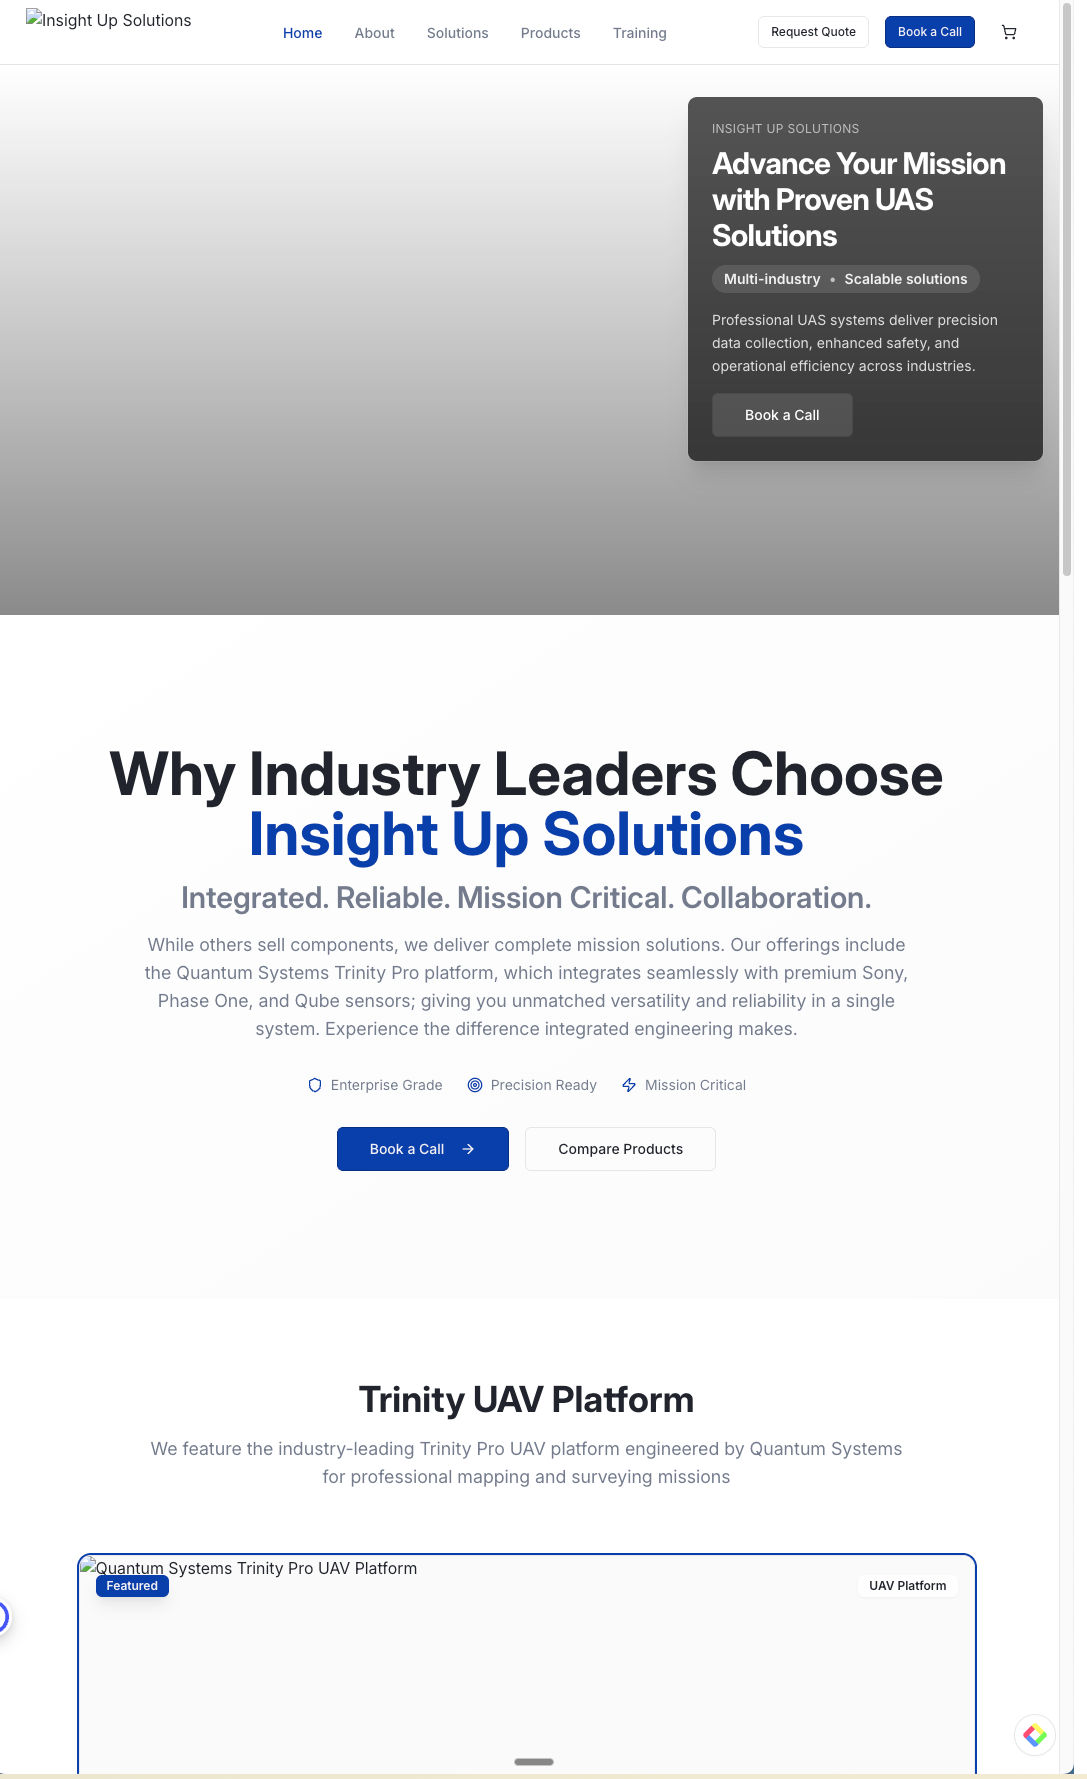 Insight Up Solutions
Home
About
Solutions
Products
Training
Request Quote
Book a Call
INSIGHT UP SOLUTIONS
Advance Your Mission
with Proven UAS
Solutions
Multi-industry • Scalable solutions
Professional UAS systems deliver precision
data collection, enhanced safety, and
operational efficiency across industries.
Book a Call
Why Industry Leaders Choose
Insight Up Solutions
Integrated. Reliable. Mission Critical. Collaboration.
While others sell components, we deliver complete mission solutions. Our offerings include
the Quantum Systems Trinity Pro platform, which integrates seamlessly with premium Sony,
Phase One, and Qube sensors; giving you unmatched versatility and reliability in a single
system. Experience the difference integrated engineering makes.
Enterprise Grade
Precision Ready
Mission Critical
Book a Call
Compare Products
Trinity UAV Platform
We feature the industry-leading Trinity Pro UAV platform engineered by Quantum Systems
for professional mapping and surveying missions
Quantum Systems Trinity Pro UAV Platform
Featured
UAV Platform